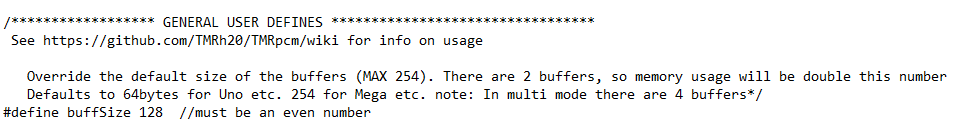 /****************** GENERAL USER DEFINES *********************************
See https://github.com/TMRh20/TMRpcm/wiki for info on usage
Override the default size of the buffers (MAX 254). There are 2 buffers, so memory usage will be double this number
Defaults to 64bytes for Uno etc. 254 for Mega etc. note: In multi mode there are 4 buffers*/
#define buffSize 128  //must be an even number